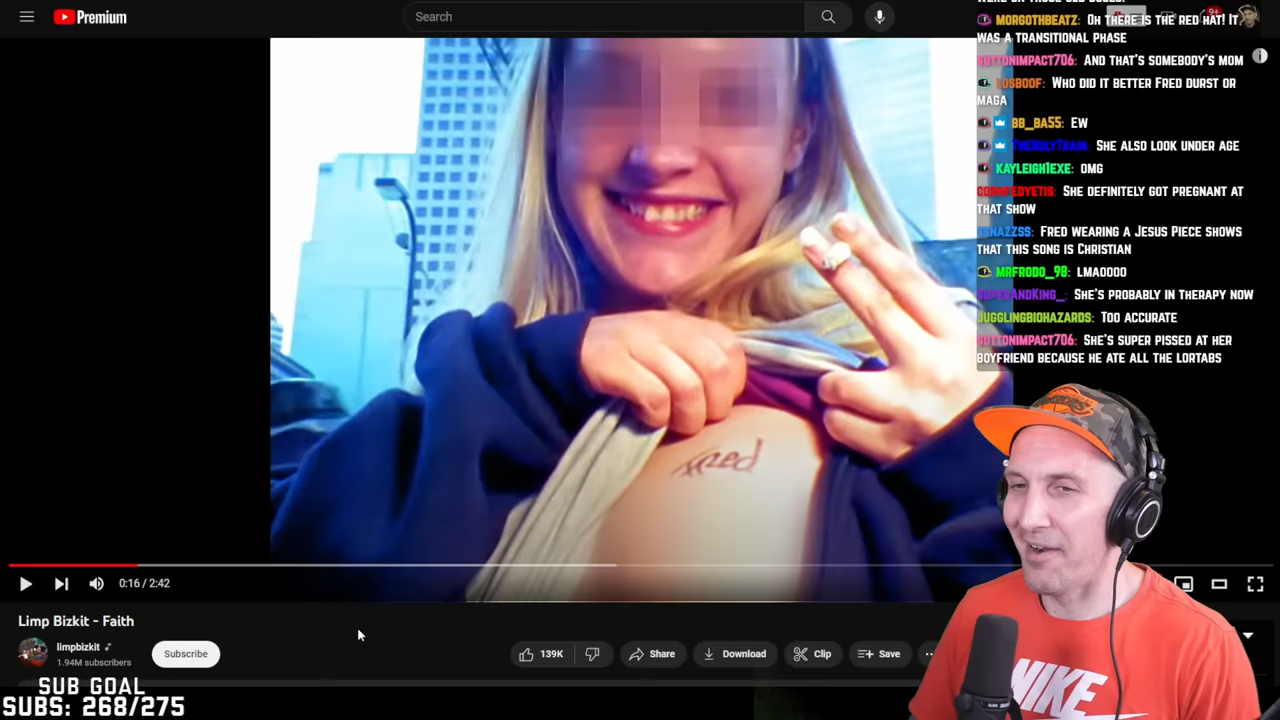 Premium
Search
9+
MORGOTHBEATZ: OH THERE IS THE RED HAT! IT
WAS A TRANSITIONAL PHASE
SUTTONIMPACT706: AND THAT'S SOMEBODY'S MOM
WHO DID IT BETTER FRED DURST OR
MAGA
BB_BA55: EW
THEHOLYTRAIN: SHE ALSO LOOK UNDER AGE
KAYLEIGH1EXE: OMG
SHE DEFINITELY GOT PREGNANT AT
THAT SHOW
FRED WEARING A JESUS PIECE SHOWS
THAT THIS SONG IS CHRISTIAN
MRFRODO_98: LMAOOOO
SUPERANDKING_: SHE'S PROBABLY IN THERAPY NOW
JUGGLINGBIOHAZARDS: TOO ACCURATE
SUTTONIMPACT706: SHE'S SUPER PISSED AT HER
BOYFRIEND BECAUSE HE ATE ALL THE LORTABS
Fred
0:16 / 2:42
Limp Bizkit - Faith
limpbizkit
1.94M subscribers
Subscribe
139K
Share
Download
Clip
Save
SUB GOAL
SUBS: 268/275
NIKE